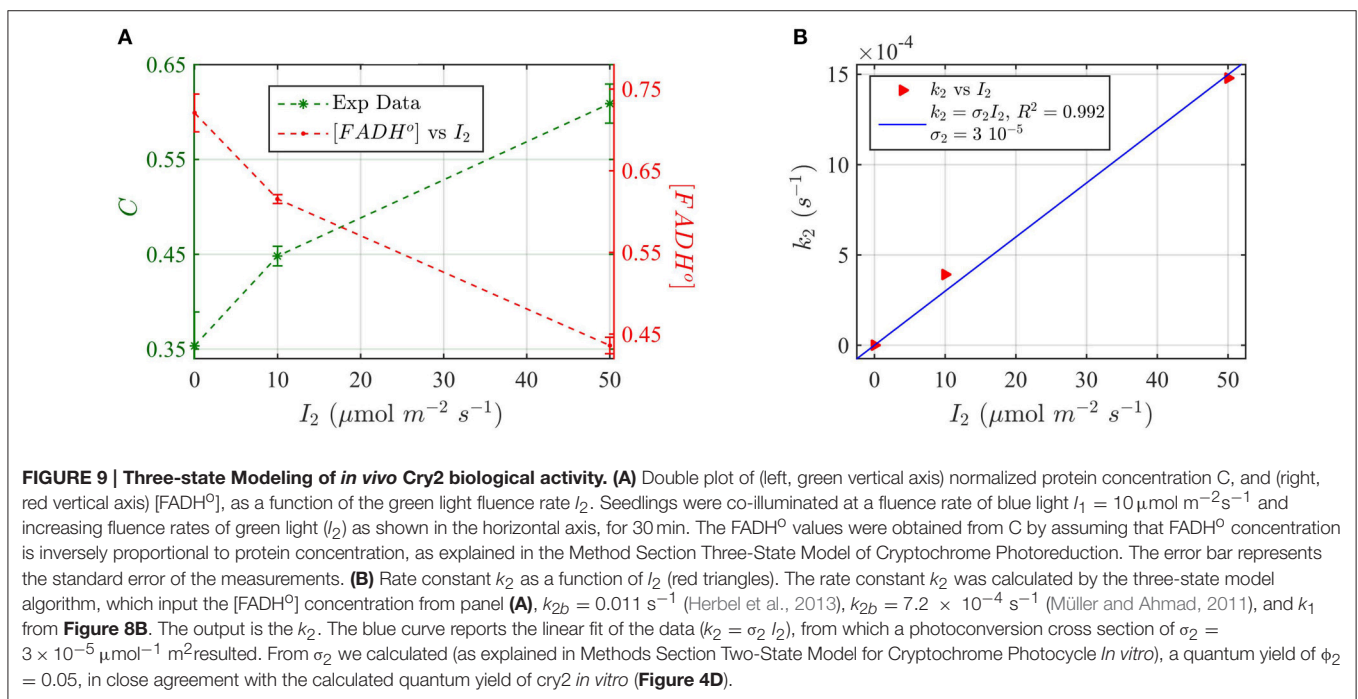 A
0.65
0.55
0.45
0.35
C
Exp Data
[FADHᵒ] vs I₂
0.75
0.65
0.55
0.45
[FADHᵒ]
0 10 20 30 40 50
I₂ (μmol m⁻² s⁻¹)
B
×10⁻⁴
15
10
5
0
k₂ (s⁻¹)
k₂ vs I₂
k₂ = σ₂I₂, R² = 0.992
σ₂ = 3 10⁻⁵
0 10 20 30 40 50
I₂ (μmol m⁻² s⁻¹)
FIGURE 9 | Three-state Modeling of in vivo Cry2 biological activity. (A) Double plot of (left, green vertical axis) normalized protein concentration C, and (right,
red vertical axis) [FADHᴼ], as a function of the green light fluence rate I₂. Seedlings were co-illuminated at a fluence rate of blue light I₁ = 10 μmol m⁻²s⁻¹ and
increasing fluence rates of green light (I₂) as shown in the horizontal axis, for 30 min. The FADHᴼ values were obtained from C by assuming that FADHᴼ concentration
is inversely proportional to protein concentration, as explained in the Method Section Three-State Model of Cryptochrome Photoreduction. The error bar represents
the standard error of the measurements. (B) Rate constant k₂ as a function of I₂ (red triangles). The rate constant k₂ was calculated by the three-state model
algorithm, which input the [FADHᴼ] concentration from panel (A), k₂b = 0.011 s⁻¹ (Herbel et al., 2013), k₂b = 7.2 × 10⁻⁴ s⁻¹ (Müller and Ahmad, 2011), and k₁
from Figure 8B. The output is the k₂. The blue curve reports the linear fit of the data (k₂ = σ₂ I₂), from which a photoconversion cross section of σ₂ =
3 × 10⁻⁵ μmol⁻¹ m²resulted. From σ₂ we calculated (as explained in Methods Section Two-State Model for Cryptochrome Photocycle In vitro), a quantum yield of ϕ₂
= 0.05, in close agreement with the calculated quantum yield of cry2 in vitro (Figure 4D).